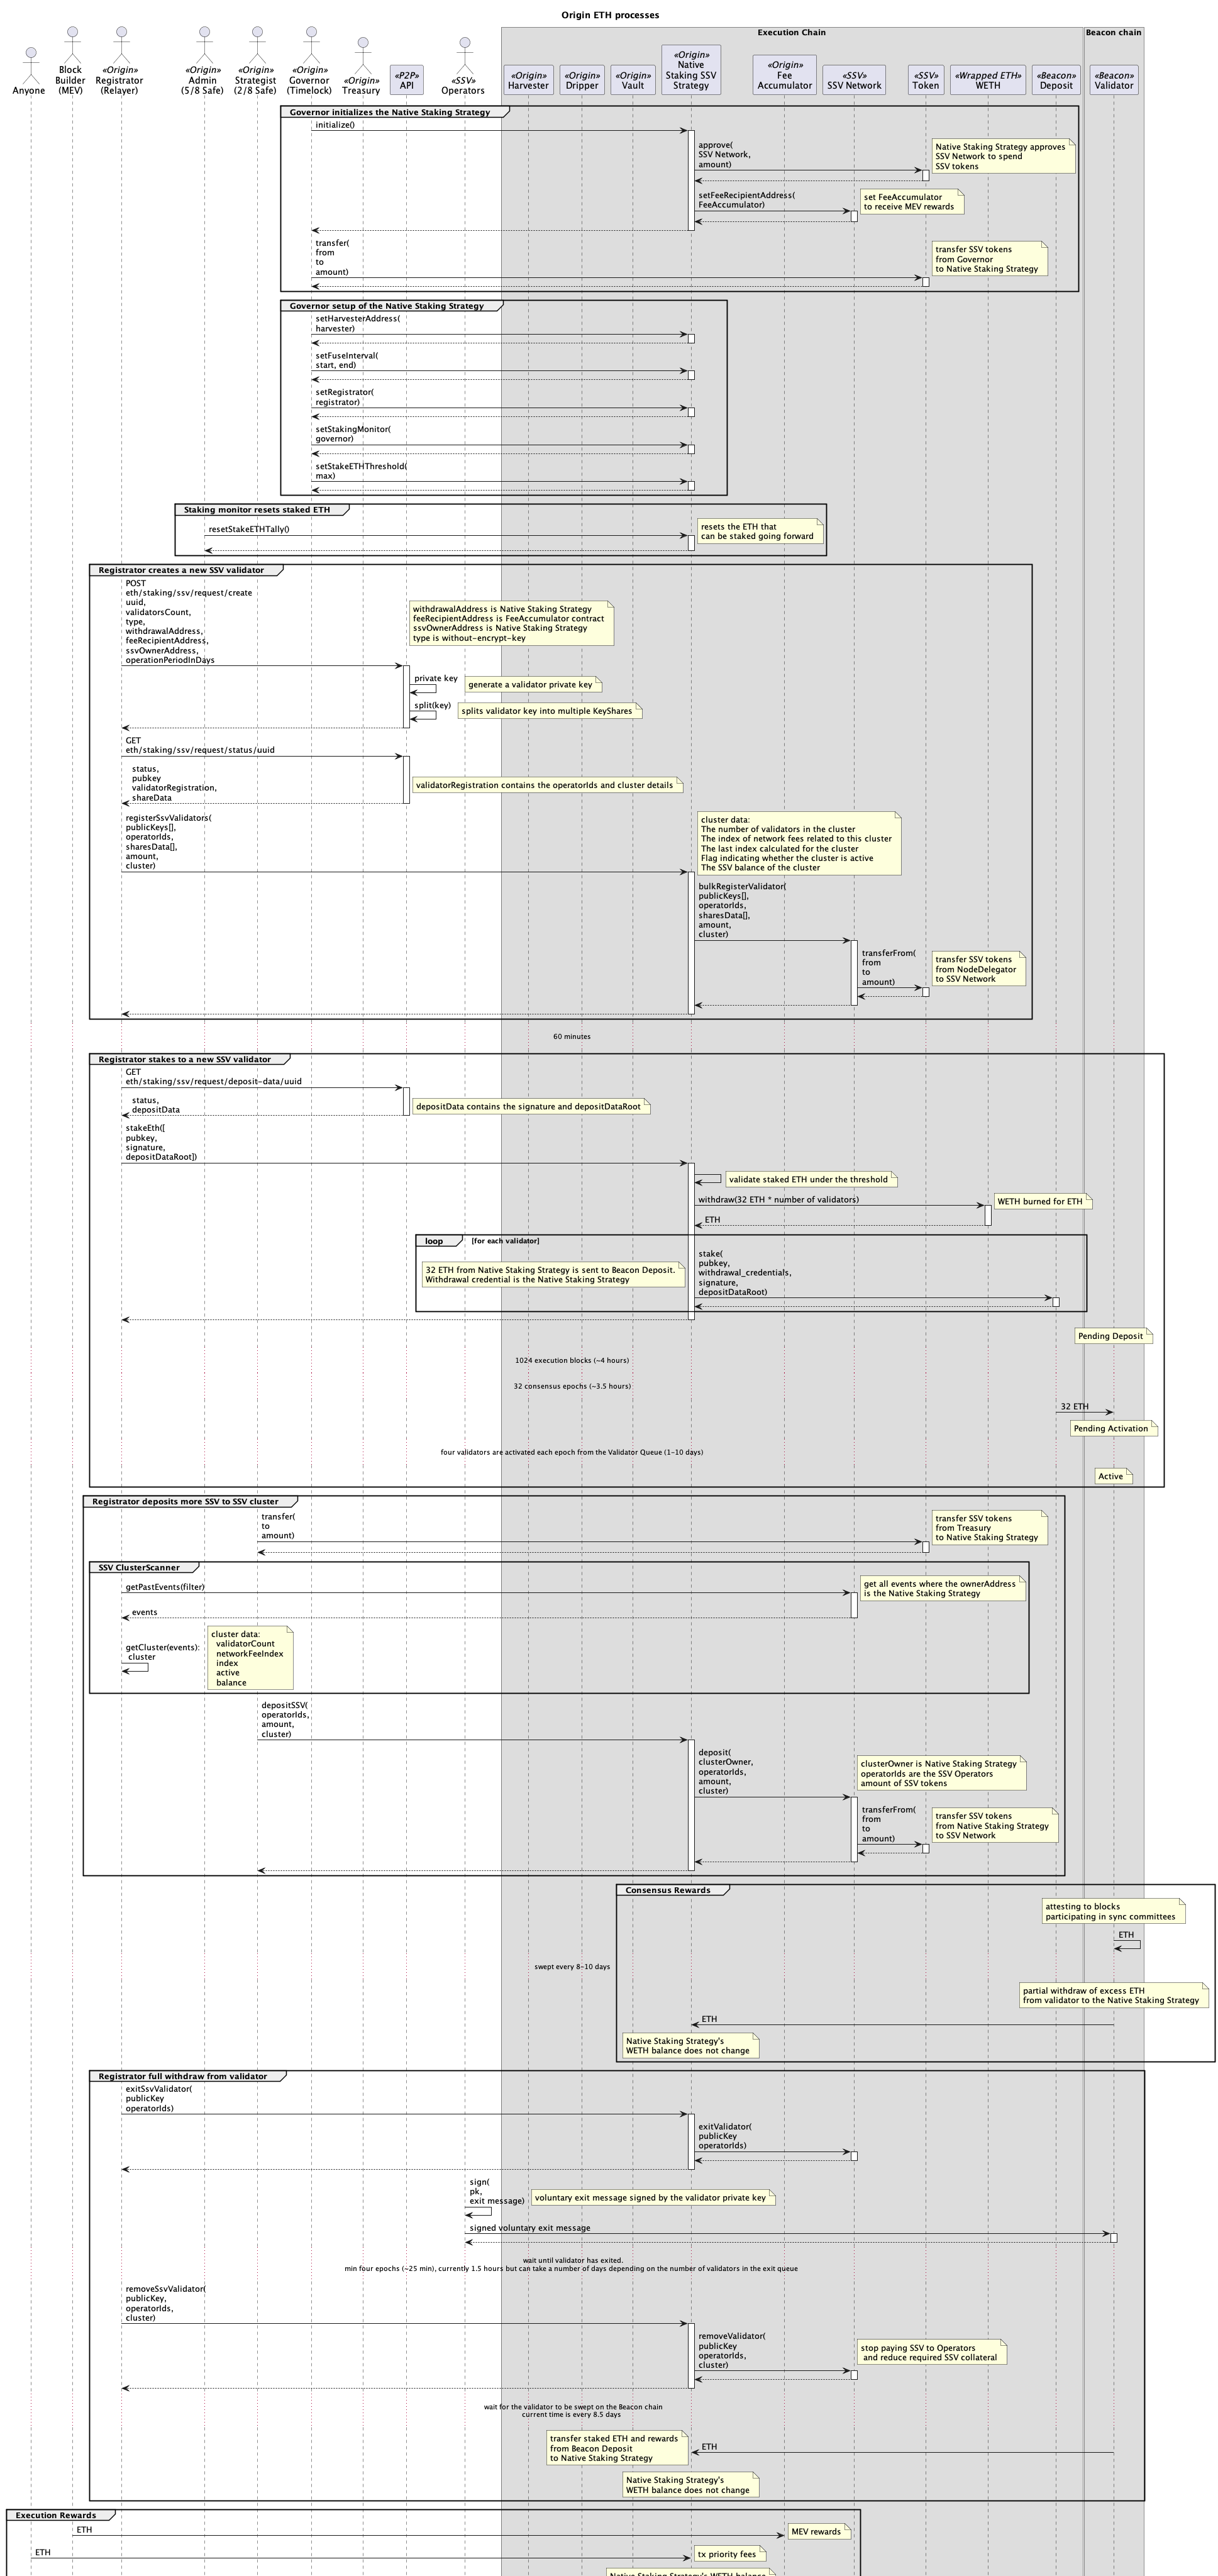 Origin ETH processes
Execution Chain
Beacon chain
Anyone
Block
Builder
(MEV)
«Origin»
Registrator
(Relayer)
«Origin»
Admin
(5/8 Safe)
«Origin»
Strategist
(2/8 Safe)
«Origin»
Governor
(Timelock)
«Origin»
Treasury
«P2P»
API
«SSV»
Operators
«Origin»
Harvester
«Origin»
Dripper
«Origin»
Vault
«Origin»
Native
Staking SSV
Strategy
«Origin»
Fee
Accumulator
«SSV»
SSV Network
«SSV»
Token
«Wrapped ETH»
WETH
«Beacon»
Deposit
«Beacon»
Validator
Governor initializes the Native Staking Strategy
initialize()
approve(
SSV Network,
amount)
Native Staking Strategy approves
SSV Network to spend
SSV tokens
setFeeRecipientAddress(
FeeAccumulator)
set FeeAccumulator
to receive MEV rewards
transfer(
from
to
amount)
transfer SSV tokens
from Governor
to Native Staking Strategy
Governor setup of the Native Staking Strategy
setHarvesterAddress(
harvester)
setFuseInterval(
start, end)
setRegistrator(
registrator)
setStakingMonitor(
governor)
setStakeETHThreshold(
max)
Staking monitor resets staked ETH
resetStakeETHTally()
resets the ETH that
can be staked going forward
Registrator creates a new SSV validator
POST
eth/staking/ssv/request/create
uuid,
validatorsCount,
type,
withdrawalAddress,
feeRecipientAddress,
ssvOwnerAddress,
operationPeriodInDays
withdrawalAddress is Native Staking Strategy
feeRecipientAddress is FeeAccumulator contract
ssvOwnerAddress is Native Staking Strategy
type is without-encrypt-key
private key
generate a validator private key
split(key)
splits validator key into multiple KeyShares
GET
eth/staking/ssv/request/status/uuid
status,
pubkey
validatorRegistration,
shareData
validatorRegistration contains the operatorIds and cluster details
registerSsvValidators(
publicKeys[],
operatorIds,
sharesData[],
amount,
cluster)
cluster data:
The number of validators in the cluster
The index of network fees related to this cluster
The last index calculated for the cluster
Flag indicating whether the cluster is active
The SSV balance of the cluster
bulkRegisterValidator(
publicKeys[],
operatorIds,
sharesData[],
amount,
cluster)
transferFrom(
from
to
amount)
transfer SSV tokens
from NodeDelegator
to SSV Network
60 minutes
Registrator stakes to a new SSV validator
GET
eth/staking/ssv/request/deposit-data/uuid
status,
depositData
depositData contains the signature and depositDataRoot
stakeEth([
pubkey,
signature,
depositDataRoot])
validate staked ETH under the threshold
withdraw(32 ETH * number of validators)
WETH burned for ETH
ETH
loop
[for each validator]
32 ETH from Native Staking Strategy is sent to Beacon Deposit.
Withdrawal credential is the Native Staking Strategy
stake(
pubkey,
withdrawal_credentials,
signature,
depositDataRoot)
Pending Deposit
1024 execution blocks (~4 hours)
32 consensus epochs (~3.5 hours)
32 ETH
Pending Activation
four validators are activated each epoch from the Validator Queue (1-10 days)
Active
Registrator deposits more SSV to SSV cluster
transfer(
to
amount)
transfer SSV tokens
from Treasury
to Native Staking Strategy
SSV ClusterScanner
getPastEvents(filter)
get all events where the ownerAddress
is the Native Staking Strategy
events
getCluster(events):
cluster
cluster data:
validatorCount
networkFeeIndex
index
active
balance
depositSSV(
operatorIds,
amount,
cluster)
deposit(
clusterOwner,
operatorIds,
amount,
cluster)
clusterOwner is Native Staking Strategy
operatorIds are the SSV Operators
amount of SSV tokens
transferFrom(
from
to
amount)
transfer SSV tokens
from Native Staking Strategy
to SSV Network
Consensus Rewards
attesting to blocks
participating in sync committees
ETH
swept every 8-10 days
partial withdraw of excess ETH
from validator to the Native Staking Strategy
ETH
Native Staking Strategy's
WETH balance does not change
Registrator full withdraw from validator
exitSsvValidator(
publicKey
operatorIds)
exitValidator(
publicKey
operatorIds)
sign(
pk,
exit message)
voluntary exit message signed by the validator private key
signed voluntary exit message
wait until validator has exited.
min four epochs (~25 min), currently 1.5 hours but can take a number of days depending on the number of validators in the exit queue
removeSsvValidator(
publicKey,
operatorIds,
cluster)
removeValidator(
publicKey
operatorIds,
cluster)
stop paying SSV to Operators
and reduce required SSV collateral
wait for the validator to be swept on the Beacon chain
current time is every 8.5 days
transfer staked ETH and rewards
from Beacon Deposit
to Native Staking Strategy
ETH
Native Staking Strategy's
WETH balance does not change
Execution Rewards
ETH
MEV rewards
ETH
tx priority fees
Native Staking Strategy's WETH balance